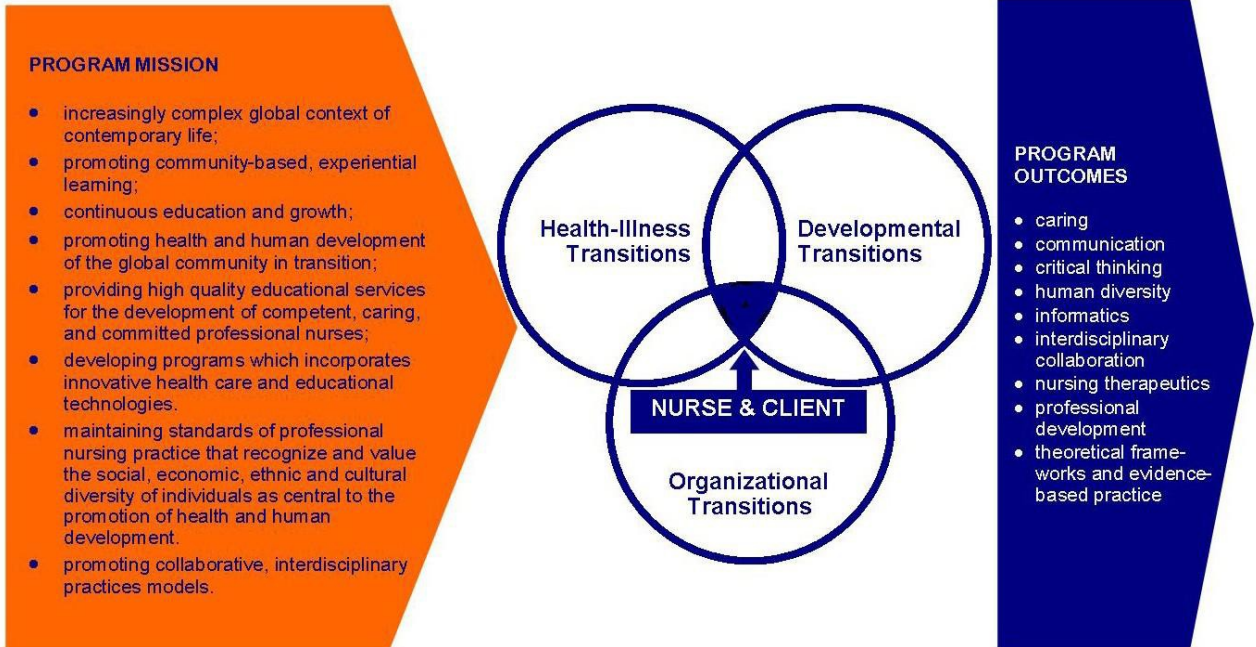 PROGRAM MISSION
• increasingly complex global context of
contemporary life;
• promoting community-based, experiential
learning;
• continuous education and growth;
• promoting health and human development
of the global community in transition;
• providing high quality educational services
for the development of competent, caring,
and committed professional nurses;
• developing programs which incorporates
innovative health care and educational
technologies.
• maintaining standards of professional
nursing practice that recognize and value
the social, economic, ethnic and cultural
diversity of individuals as central to the
promotion of health and human
development.
• promoting collaborative, interdisciplinary
practices models.
Health-Illness
Transitions
Developmental
Transitions
NURSE & CLIENT
Organizational
Transitions
PROGRAM
OUTCOMES
• caring
• communication
• critical thinking
• human diversity
• informatics
• interdisciplinary
collaboration
• nursing therapeutics
• professional
development
• theoretical frame-
works and evidence-
based practice